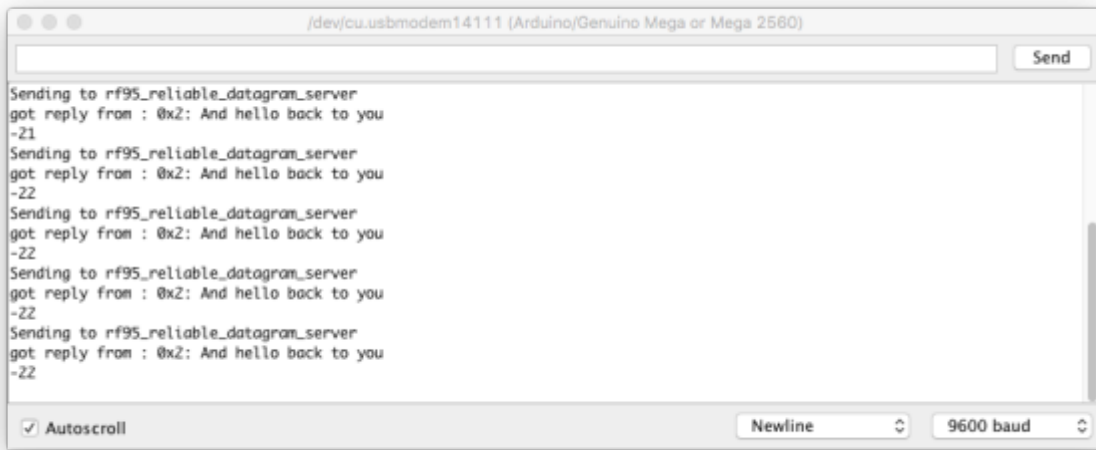 /dev/cu.usbmodem14111 (Arduino/Genuino Mega or Mega 2560)
Send
Sending to rf95_reliable_datagram_server
got reply from : 0x2: And hello back to you
-21
Sending to rf95_reliable_datagram_server
got reply from : 0x2: And hello back to you
-22
Sending to rf95_reliable_datagram_server
got reply from : 0x2: And hello back to you
-22
Sending to rf95_reliable_datagram_server
got reply from : 0x2: And hello back to you
-22
Sending to rf95_reliable_datagram_server
got reply from : 0x2: And hello back to you
-22
Autoscroll Newline 9600 baud